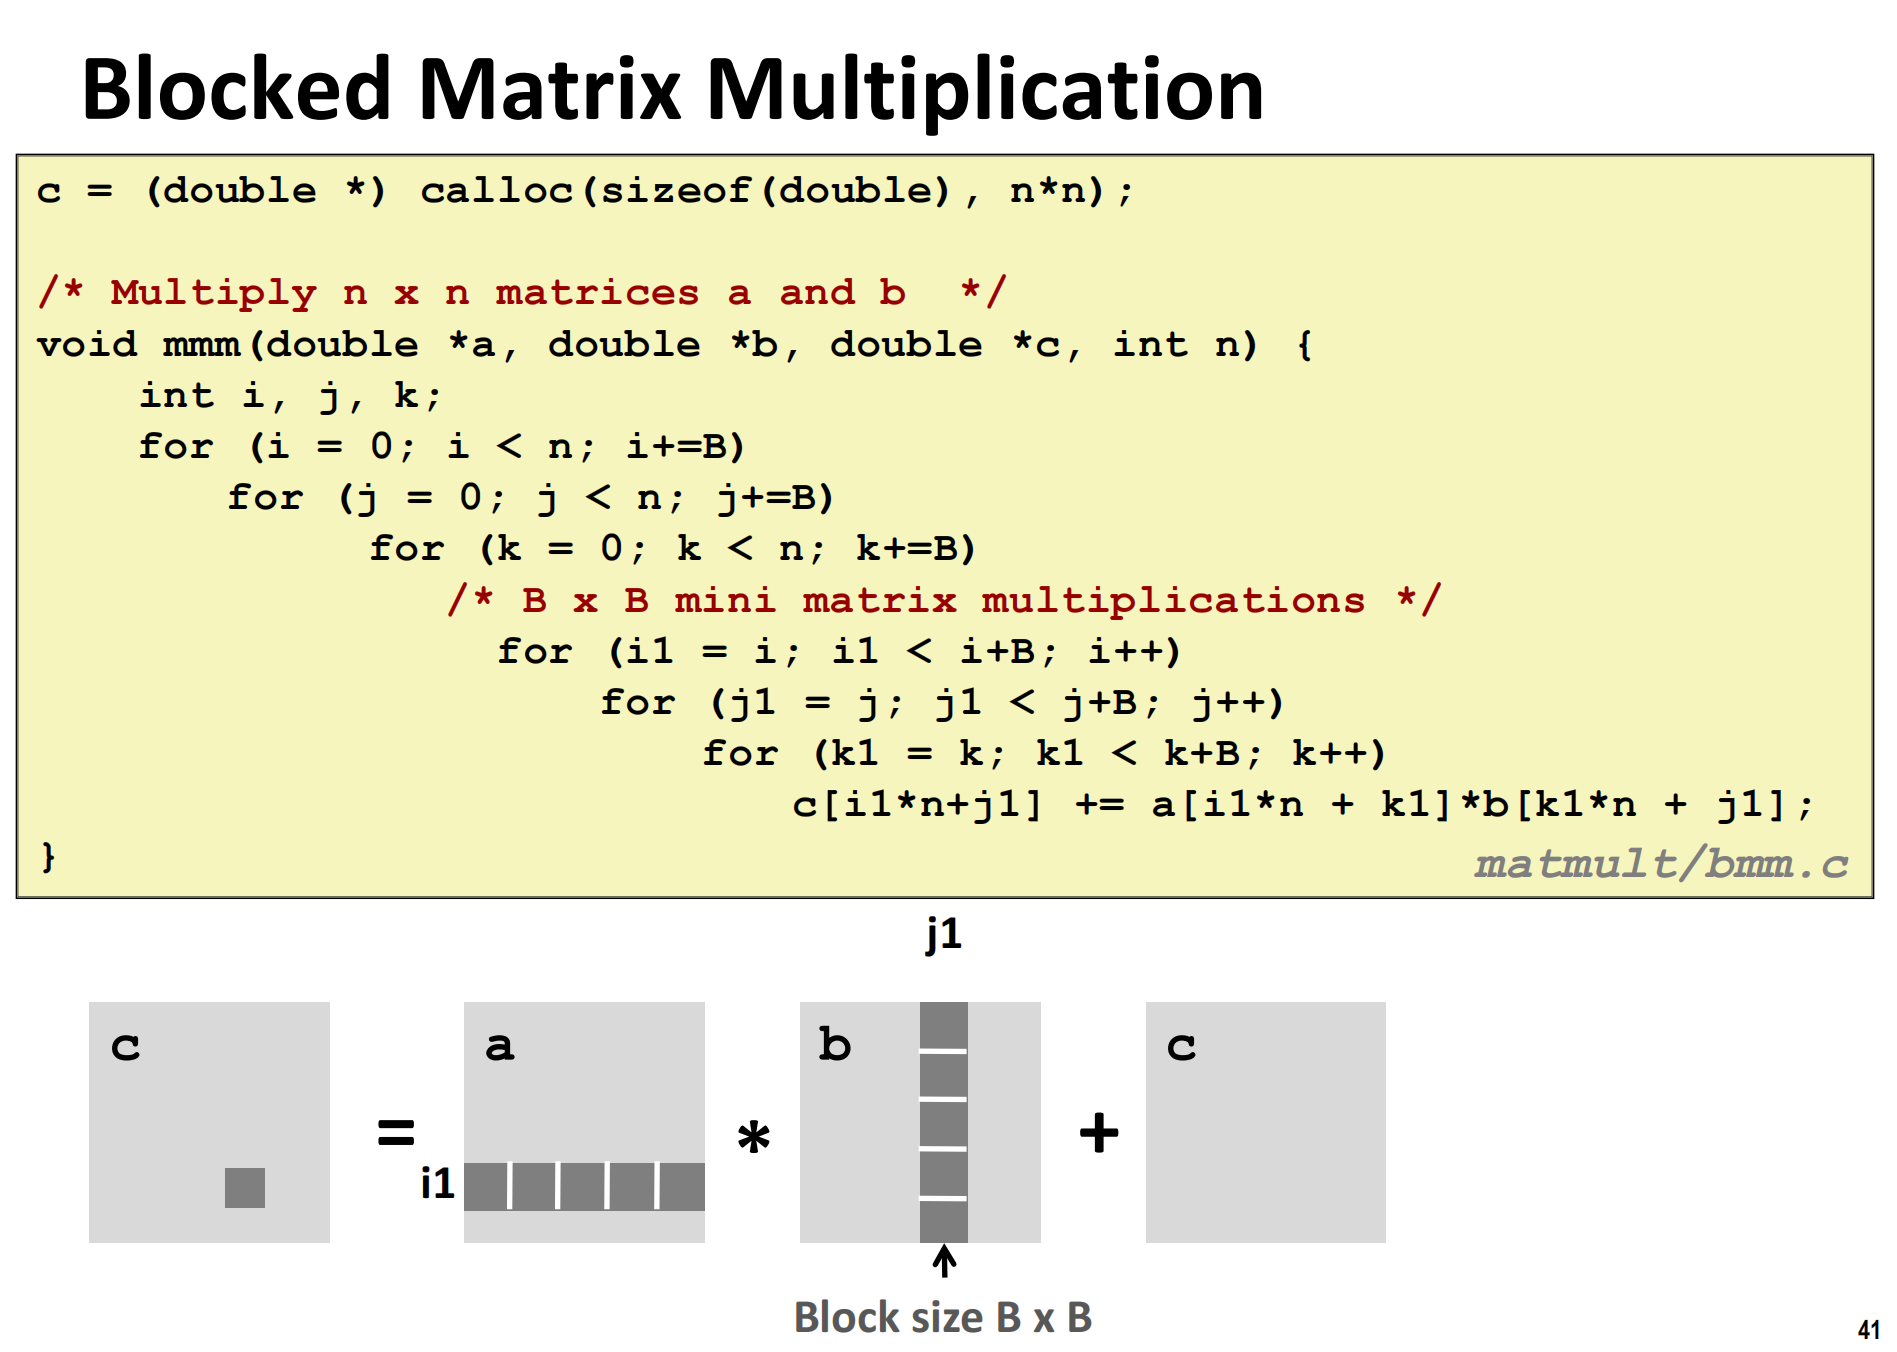 Blocked Matrix Multiplication
c = (double *) calloc(sizeof(double), n*n);
/* Multiply n x n matrices a and b  */
void mmm(double *a, double *b, double *c, int n) {
    int i, j, k;
    for (i = 0; i < n; i+=B)
        for (j = 0; j < n; j+=B)
             for (k = 0; k < n; k+=B)
                /* B x B mini matrix multiplications */
                  for (i1 = i; i1 < i+B; i++)
                      for (j1 = j; j1 < j+B; j++)
                          for (k1 = k; k1 < k+B; k++)
                              c[i1*n+j1] += a[i1*n + k1]*b[k1*n + j1];
}
matmult/bmm.c
j1
c
a
b
c
=
*
+
i1
Block size B x B
41